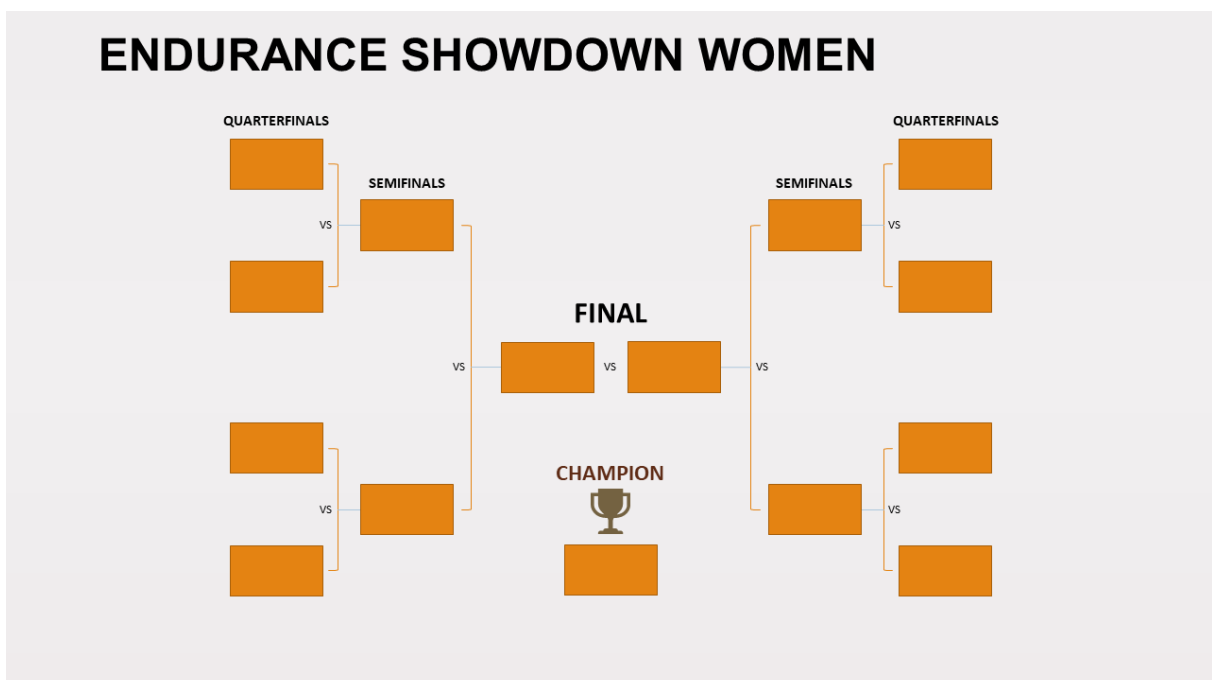 ENDURANCE SHOWDOWN WOMEN
QUARTERFINALS
QUARTERFINALS
SEMIFINALS
SEMIFINALS
VS
VS
FINAL
VS
VS
VS
CHAMPION
VS
VS